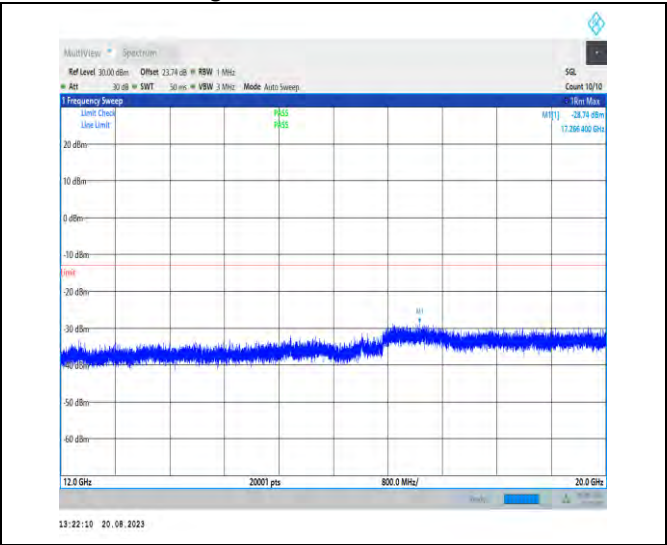 MultiView Spectrum
Ref Level 30.00 dBm Offset 23.74 dB RBW 1 MHz SGL
Att 30 dB SWT 50 ms VBW 3 MHz Mode Auto Sweep Count 10/10
1 Frequency Sweep 1Rm Max
Limit Check PASS M1[1] -28.74 dBm
Line Limit PASS 17.266 400 GHz
20 dBm
10 dBm
0 dBm
-10 dBm
Limit
-20 dBm
M1
-30 dBm
-40 dBm
-50 dBm
-60 dBm
12.0 GHz 20001 pts 800.0 MHz/ 20.0 GHz
Ready
13:22:10 20.08.2023